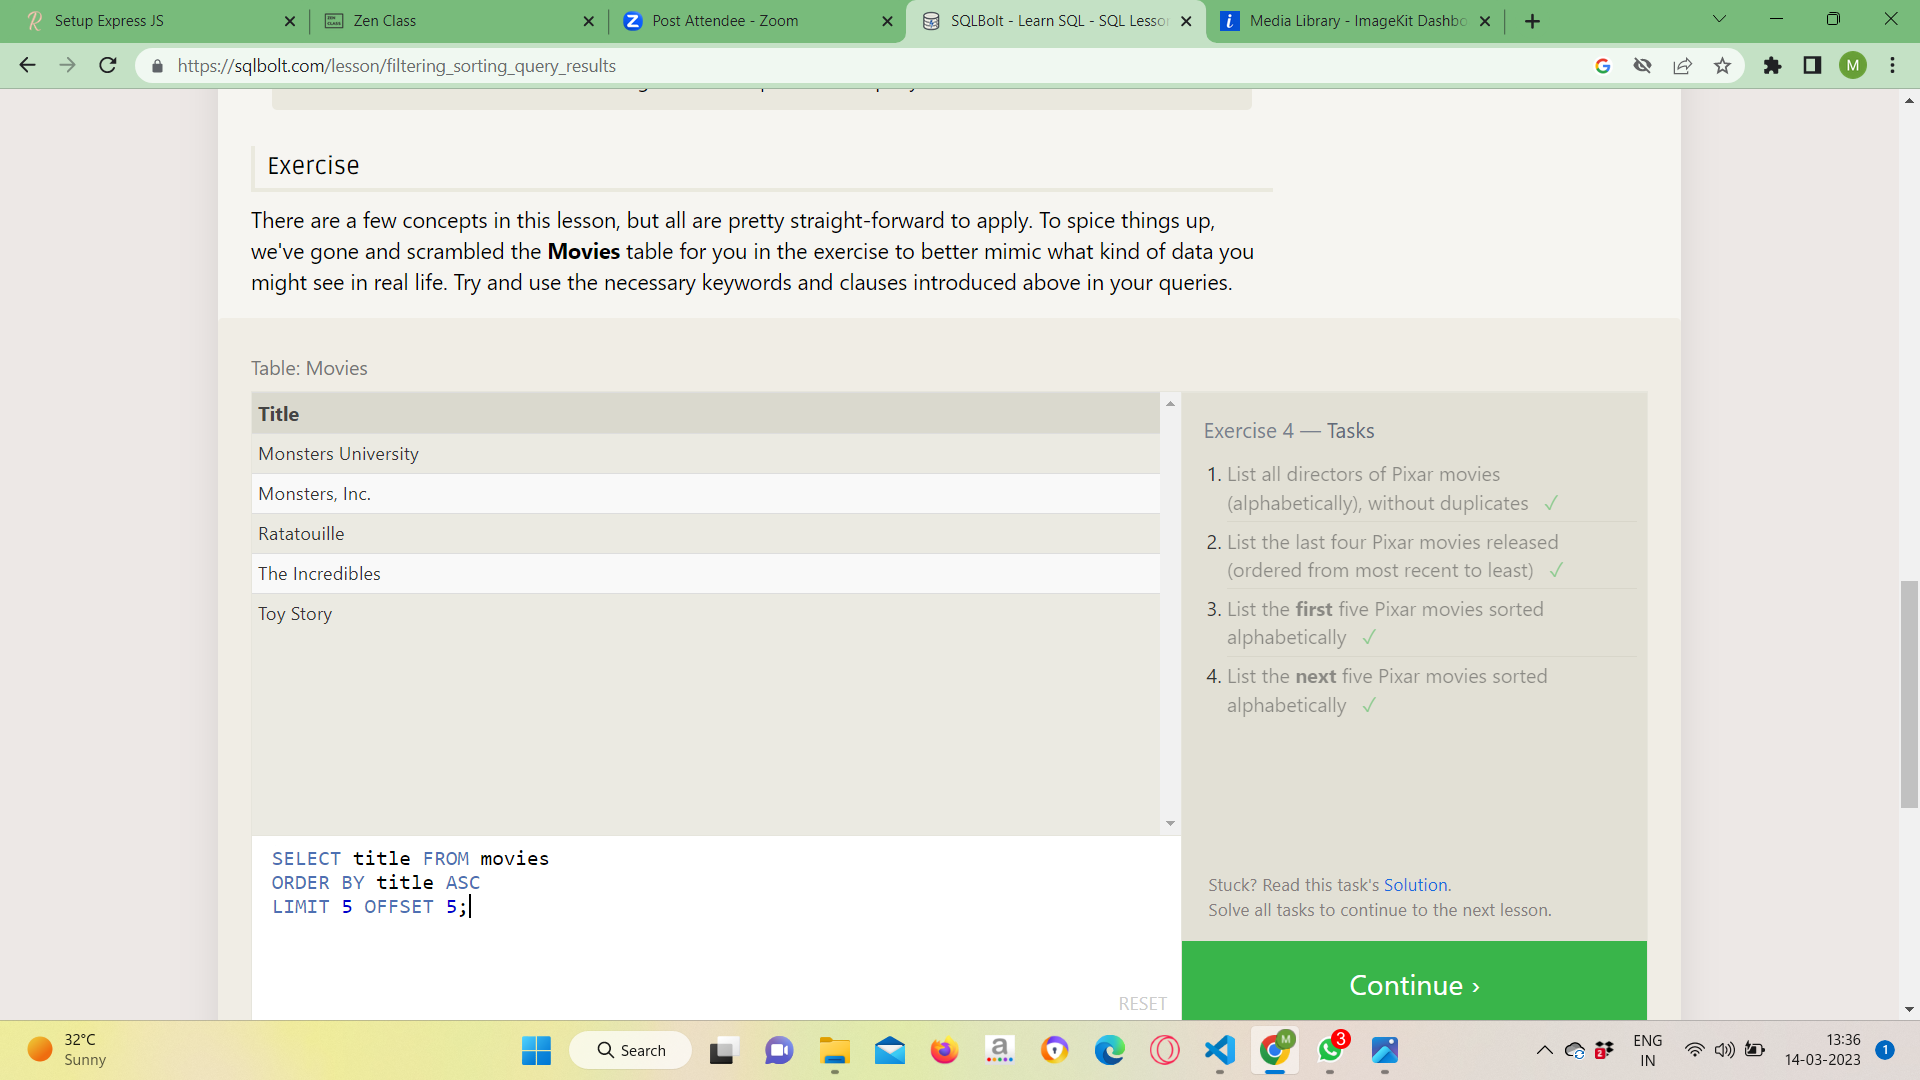 Setup Express JS
Zen Class
Post Attendee - Zoom
SQLBolt - Learn SQL - SQL Lesson
Media Library - ImageKit Dashbo
https://sqlbolt.com/lesson/filtering_sorting_query_results
M
Exercise
There are a few concepts in this lesson, but all are pretty straight-forward to apply. To spice things up,
we've gone and scrambled the Movies table for you in the exercise to better mimic what kind of data you
might see in real life. Try and use the necessary keywords and clauses introduced above in your queries.
Table: Movies
Title
Monsters University
Monsters, Inc.
Ratatouille
The Incredibles
Toy Story
Exercise 4 — Tasks
1. List all directors of Pixar movies
(alphabetically), without duplicates ✓
2. List the last four Pixar movies released
(ordered from most recent to least) ✓
3. List the first five Pixar movies sorted
alphabetically ✓
4. List the next five Pixar movies sorted
alphabetically ✓
SELECT title FROM movies
ORDER BY title ASC
LIMIT 5 OFFSET 5;
RESET
Stuck? Read this task's Solution.
Solve all tasks to continue to the next lesson.
Continue ›
32°C
Sunny
Search
3
ENG
IN
13:36
14-03-2023
1